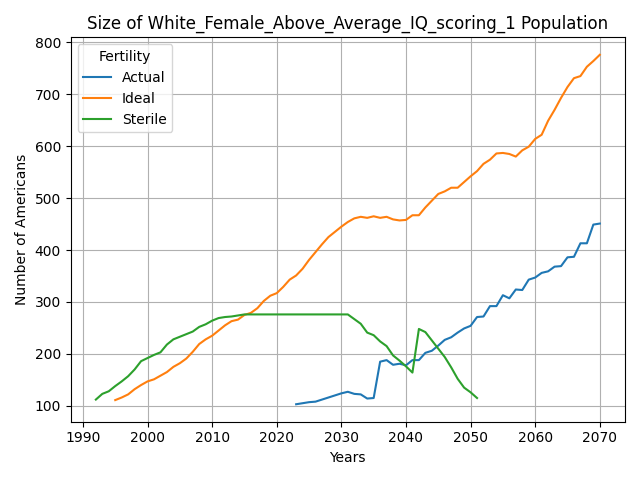 Size of White_Female_Above_Average_IQ_scoring_1 Population
Fertility
Actual
Ideal
Sterile
800
700
600
500
400
300
200
100
Number of Americans
1990 2000 2010 2020 2030 2040 2050 2060 2070
Years